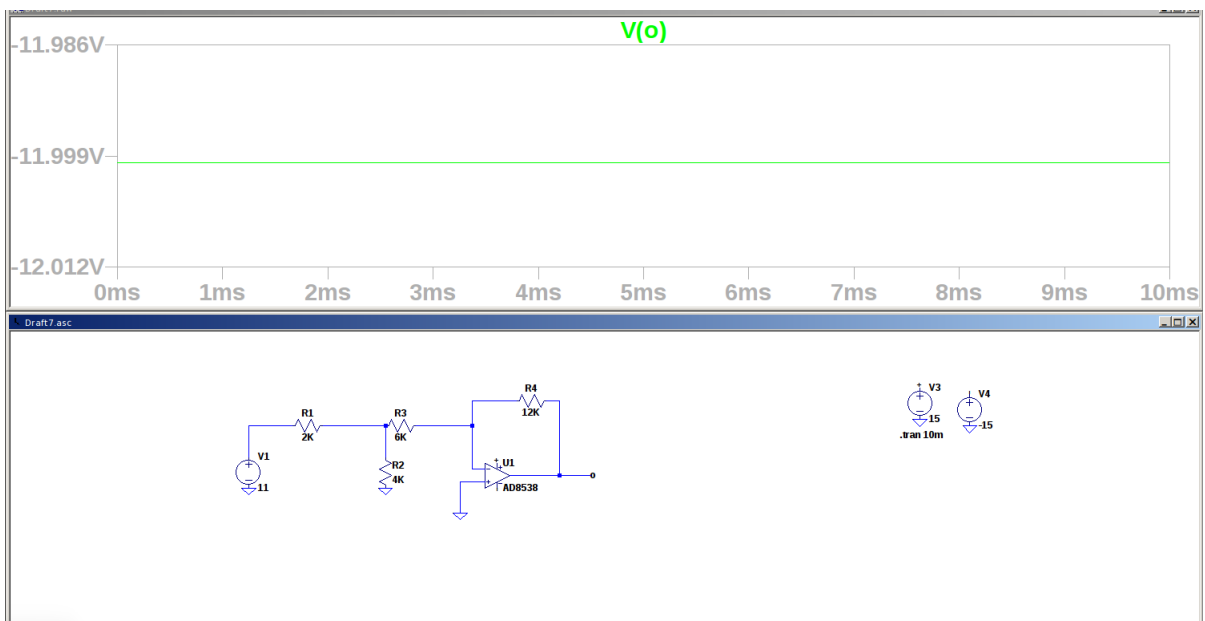 V(o)
-11.986V
-11.999V
-12.012V
0ms 1ms 2ms 3ms 4ms 5ms 6ms 7ms 8ms 9ms 10ms
Draft7.asc
R4
12K
R1
2K
R3
6K
V1
11
R2
4K
U1
AD8538
o
V3
15
.tran 10m
V4
-15